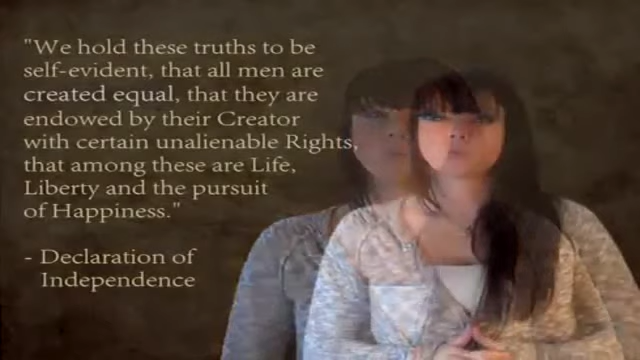 "We hold these truths to be
self-evident, that all men are
created equal, that they are
endowed by their Creator
with certain unalienable Rights,
that among these are Life,
Liberty and the pursuit
of Happiness."
- Declaration of
Independence